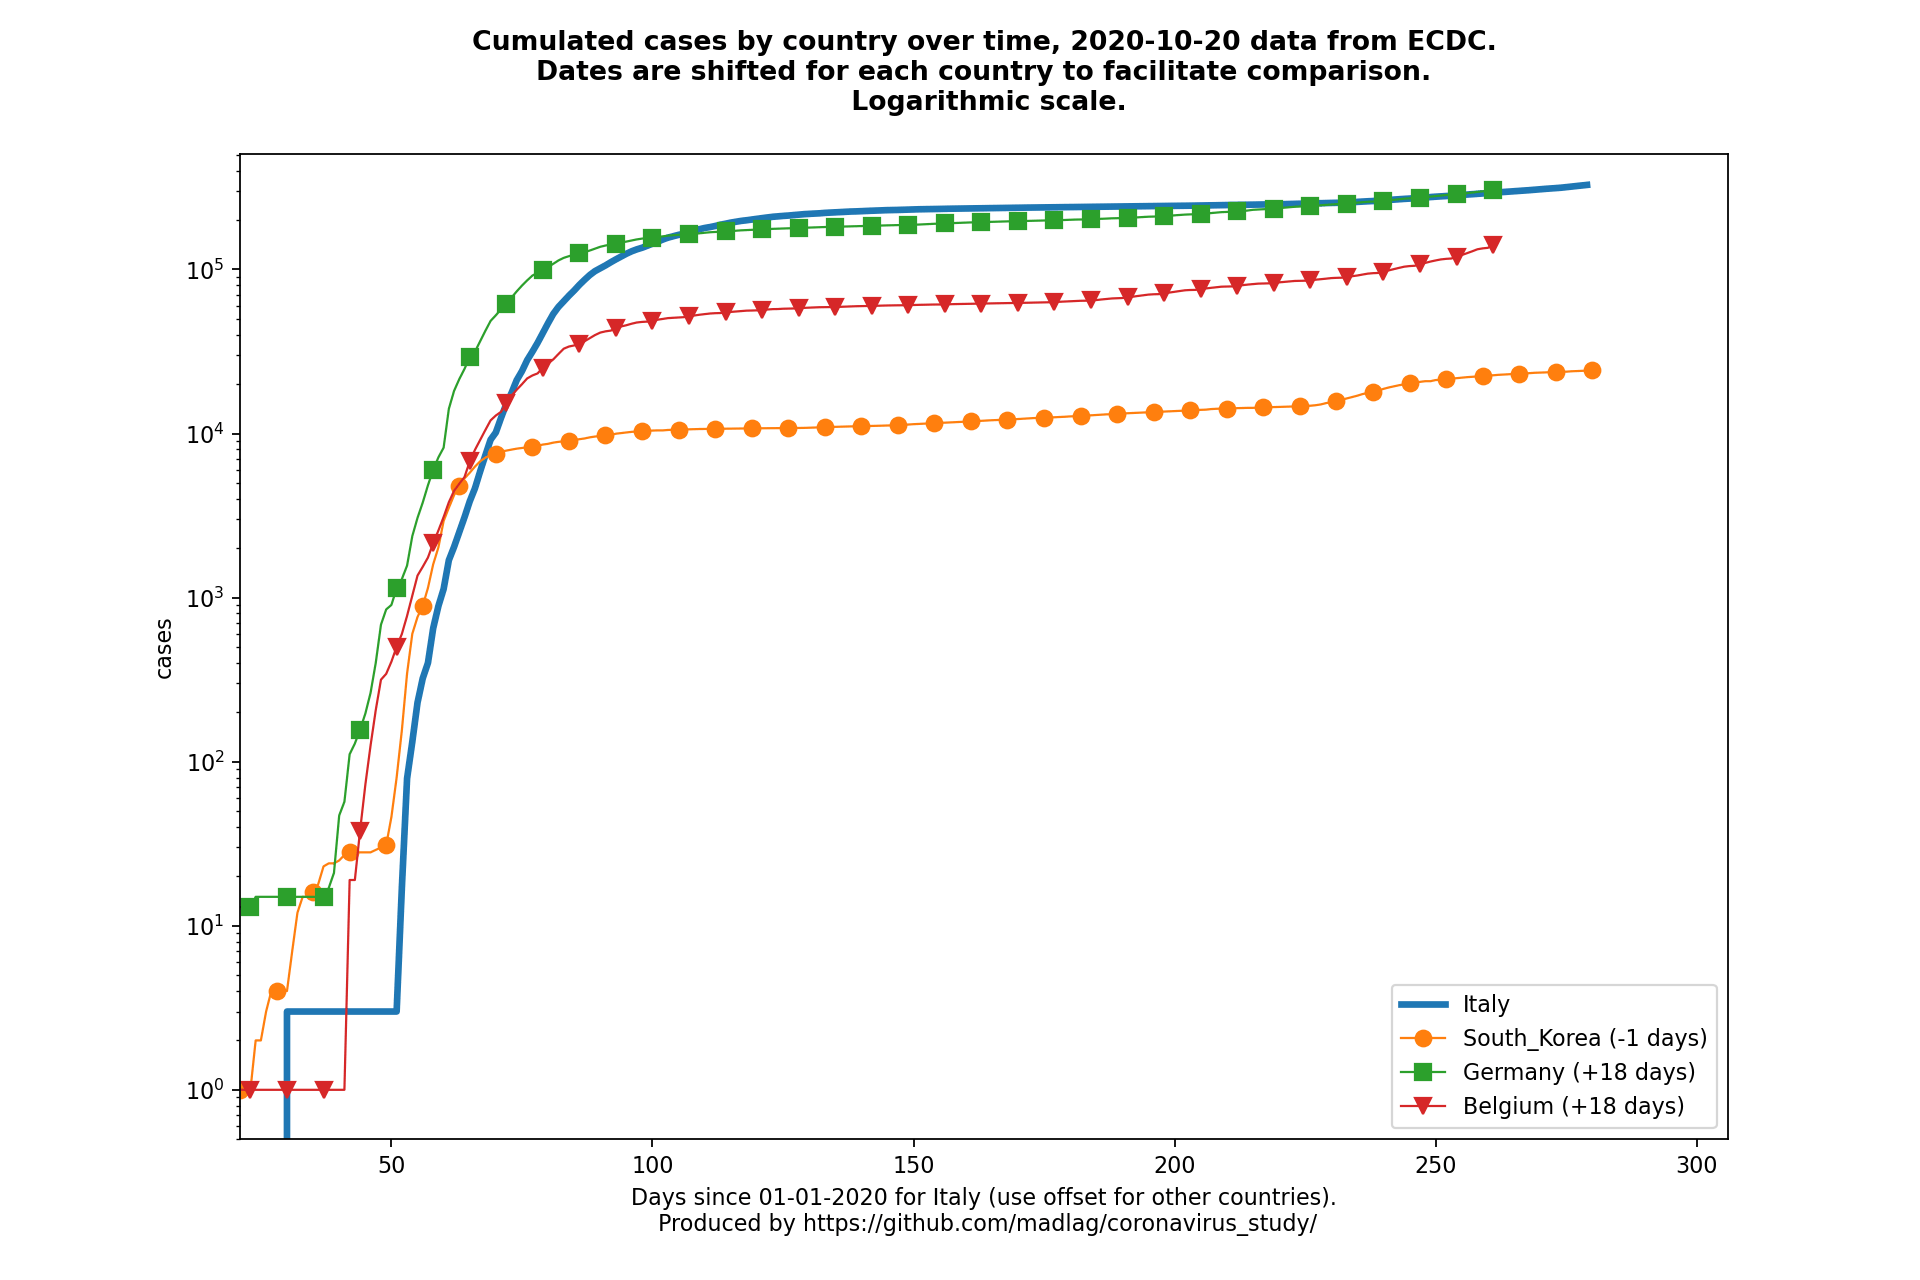 Cumulated cases by country over time, 2020-10-20 data from ECDC.
Dates are shifted for each country to facilitate comparison.
Logarithmic scale.
cases
10^5
10^4
10^3
10^2
10^1
10^0
Italy
South_Korea (-1 days)
Germany (+18 days)
Belgium (+18 days)
50 100 150 200 250 300
Days since 01-01-2020 for Italy (use offset for other countries).
Produced by https://github.com/madlag/coronavirus_study/